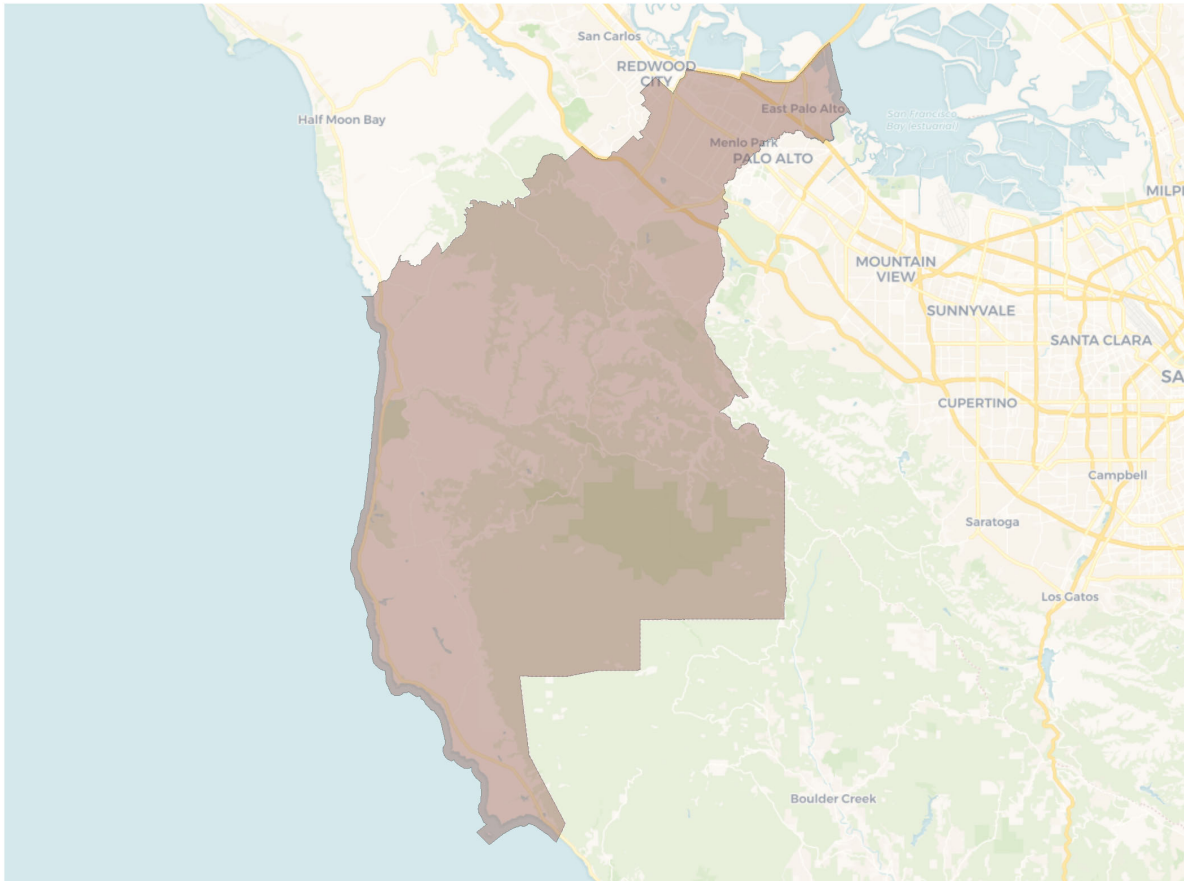 San Carlos
REDWOOD
CITY
East Palo Alto
Half Moon Bay
San Francisco
Bay (estuarial)
Menlo Park
PALO ALTO
MILP
MOUNTAIN
VIEW
SUNNYVALE
SANTA CLARA
SA
CUPERTINO
Campbell
Saratoga
Los Gatos
Boulder Creek